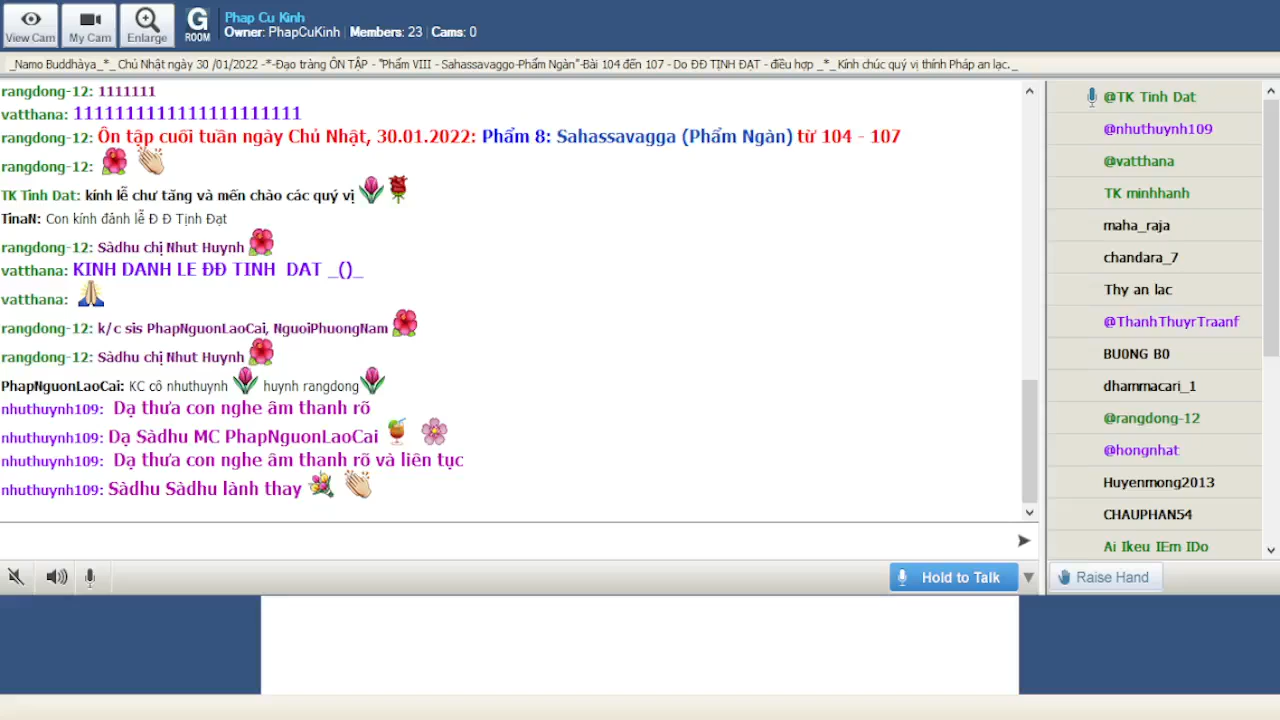 View Cam
My Cam
Enlarge
G
ROOM
Phap Cu Kinh
Owner: PhapCuKinh Members: 23 Cams: 0
_Namo Buddhàya_*_ Chủ Nhật ngày 30 /01/2022 -*-Đạo tràng ÔN TẬP - "Phẩm VIII - Sahassavaggo-Phẩm Ngàn"-Bài 104 đến 107 - Do ĐĐ TỊNH ĐẠT - điều hợp _*_ Kính chúc quý vị thính Pháp an lạc._
rangdong-12: 1111111
vatthana: 1111111111111111111111
rangdong-12: Ôn tập cuối tuần ngày Chủ Nhật, 30.01.2022: Phẩm 8: Sahassavagga (Phẩm Ngàn) từ 104 - 107
rangdong-12:
TK Tinh Dat: kính lễ chư tăng và mến chào các quý vị
TinaN: Con kính đảnh lễ Đ Đ Tịnh Đạt
rangdong-12: Sàdhu chị Nhut Huynh
vatthana: KINH DANH LE ĐĐ TINH DAT _()_
vatthana:
rangdong-12: k/c sis PhapNguonLaoCai, NguoiPhuongNam
rangdong-12: Sàdhu chị Nhut Huynh
PhapNguonLaoCai: KC cô nhuthuynh huynh rangdong
nhuthuynh109: Dạ thưa con nghe âm thanh rõ
nhuthuynh109: Dạ Sàdhu MC PhapNguonLaoCai
nhuthuynh109: Dạ thưa con nghe âm thanh rõ và liên tục
nhuthuynh109: Sàdhu Sàdhu lành thay
@TK Tinh Dat
@nhuthuynh109
@vatthana
TK minhhanh
maha_raja
chandara_7
Thy an lac
@ThanhThuyrTraanf
BU0NG B0
dhammacari_1
@rangdong-12
@hongnhat
Huyenmong2013
CHAUPHAN54
Ai Ikeu IEm IDo
Hold to Talk
Raise Hand